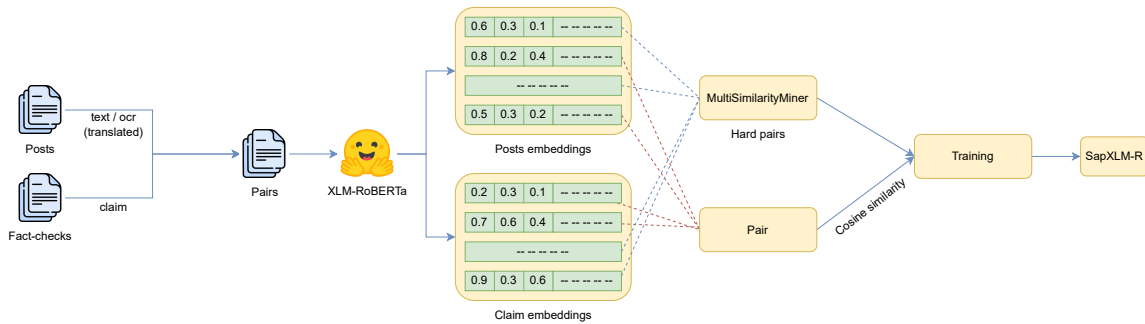 Posts
text / ocr
(translated)
Fact-checks
claim
Pairs
XLM-RoBERTa
0.6 0.3 0.1 -- -- -- -- --
0.8 0.2 0.4 -- -- -- -- --
-- -- -- -- --
0.5 0.3 0.2 -- -- -- -- --
Posts embeddings
0.2 0.3 0.1 -- -- -- -- --
0.7 0.6 0.4 -- -- -- -- --
-- -- -- -- --
0.9 0.3 0.6 -- -- -- -- --
Claim embeddings
MultiSimilarityMiner
Hard pairs
Pair
Cosine similarity
Training
SapXLM-R